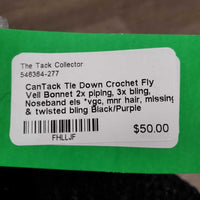 The Tack Collector
546364-277
CanTack Tie Down Crochet Fly
Veil Bonnet 2x piping, 3x bling,
Noseband els *vgc, mnr hair, missing
& twisted bling Black/Purple
$50.00
FHLLJF